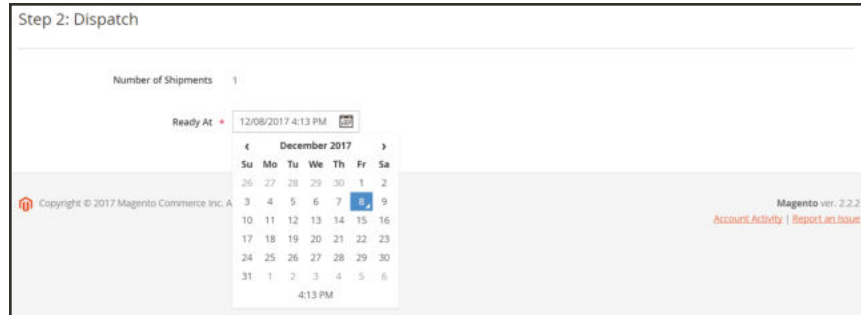 Step 2: Dispatch
Number of Shipments 1
Ready At * 12/08/2017 4:13 PM
‹ December 2017 ›
Su Mo Tu We Th Fr Sa
26 27 28 29 30 1 2
3 4 5 6 7 8 9
10 11 12 13 14 15 16
17 18 19 20 21 22 23
24 25 26 27 28 29 30
31 1 2 3 4 5 6
4:13 PM
Copyright © 2017 Magento Commerce Inc. A
Magento ver. 2.2.2
Account Activity | Report an Issue